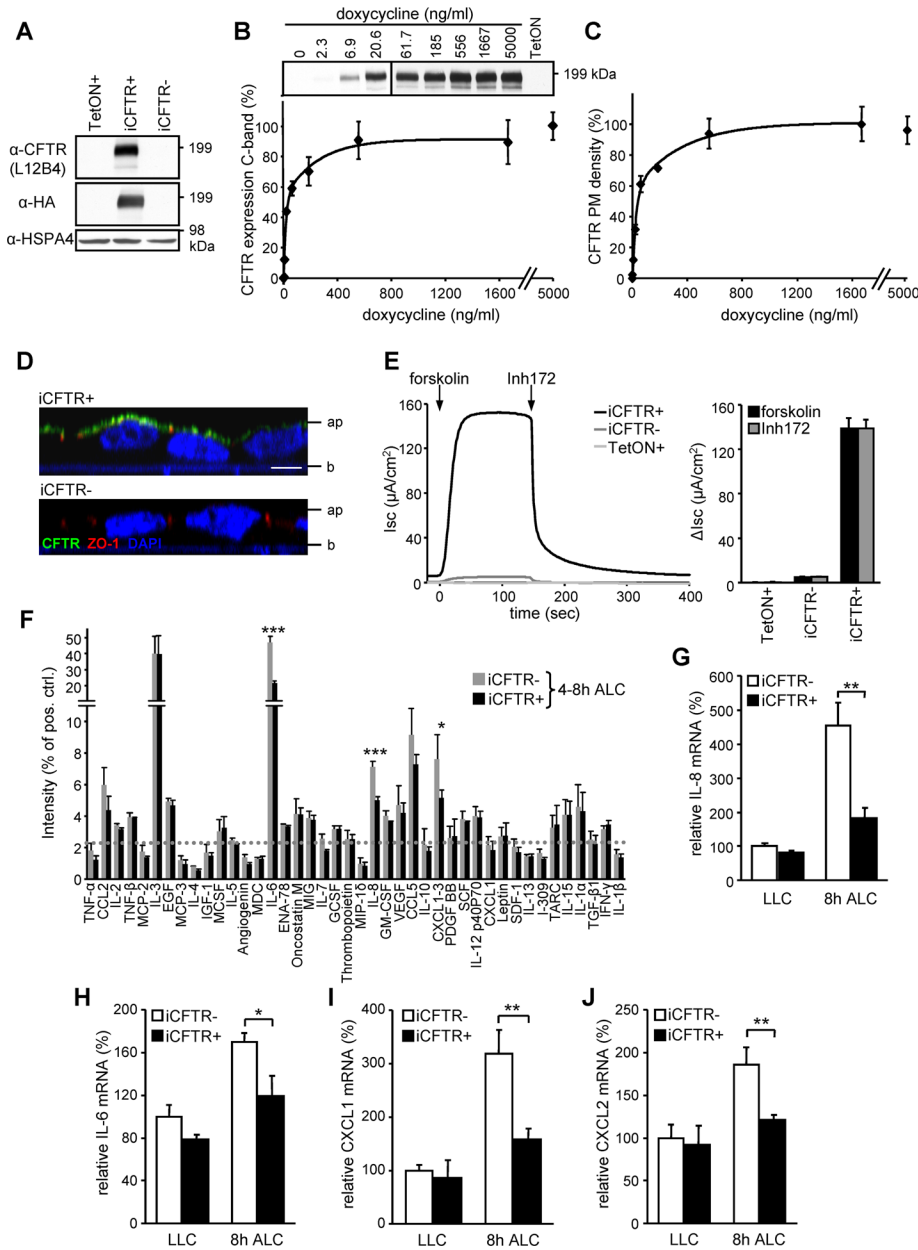 A
TetON+
iCFTR+
iCFTR-
α-CFTR
(L12B4)
199
α-HA
199
98
α-HSPA4
kDa
B
doxycycline (ng/ml)
0
2.3
6.9
20.6
61.7
185
556
1667
5000
TetON
199 kDa
CFTR expression C-band (%)
100
80
60
40
20
0
0
400
800
1200
1600
5000
doxycycline (ng/ml)
C
CFTR PM density (%)
100
80
60
40
20
0
0
400
800
1200
1600
5000
doxycycline (ng/ml)
D
iCFTR+
ap
b
iCFTR-
ap
b
CFTR ZO-1 DAPI
E
forskolin
Inh172
iCFTR+
iCFTR-
TetON+
Isc (µA/cm²)
160
120
80
40
0
0
100
200
300
400
time (sec)
forskolin
Inh172
ΔIsc (µA/cm²)
160
120
80
40
0
TetON+
iCFTR-
iCFTR+
F
Intensity (% of pos. ctrl.)
50
40
30
20
10
8
6
4
2
0
***
***
*
iCFTR-
iCFTR+
4-8h ALC
TNF-α
CCL2
IL-2
TNF-β
MCP-2
IL-3
EGF
MCP-3
IL-4
IGF-1
MCSF
IL-5
Angiogenin
MDC
IL-6
ENA-78
Oncostatin M
MIG
IL-7
GCSF
Thrombopoietin
MIP-1δ
IL-8
GM-CSF
VEGF
CCL5
IL-10
CXCL1-3
PDGF BB
SCF
IL-12 p40P70
CXCL1
Leptin
SDF-1
IL-13
I-309
TARC
IL-15
IL-1α
TGF-β1
IFN-γ
IL-1β
G
iCFTR-
iCFTR+
**
relative IL-8 mRNA (%)
600
500
400
300
200
100
0
LLC
8h ALC
H
iCFTR-
iCFTR+
*
relative IL-6 mRNA (%)
200
160
120
80
40
0
LLC
8h ALC
I
iCFTR-
iCFTR+
**
relative CXCL1 mRNA (%)
400
300
200
100
0
LLC
8h ALC
J
iCFTR-
iCFTR+
**
relative CXCL2 mRNA (%)
250
200
150
100
50
0
LLC
8h ALC